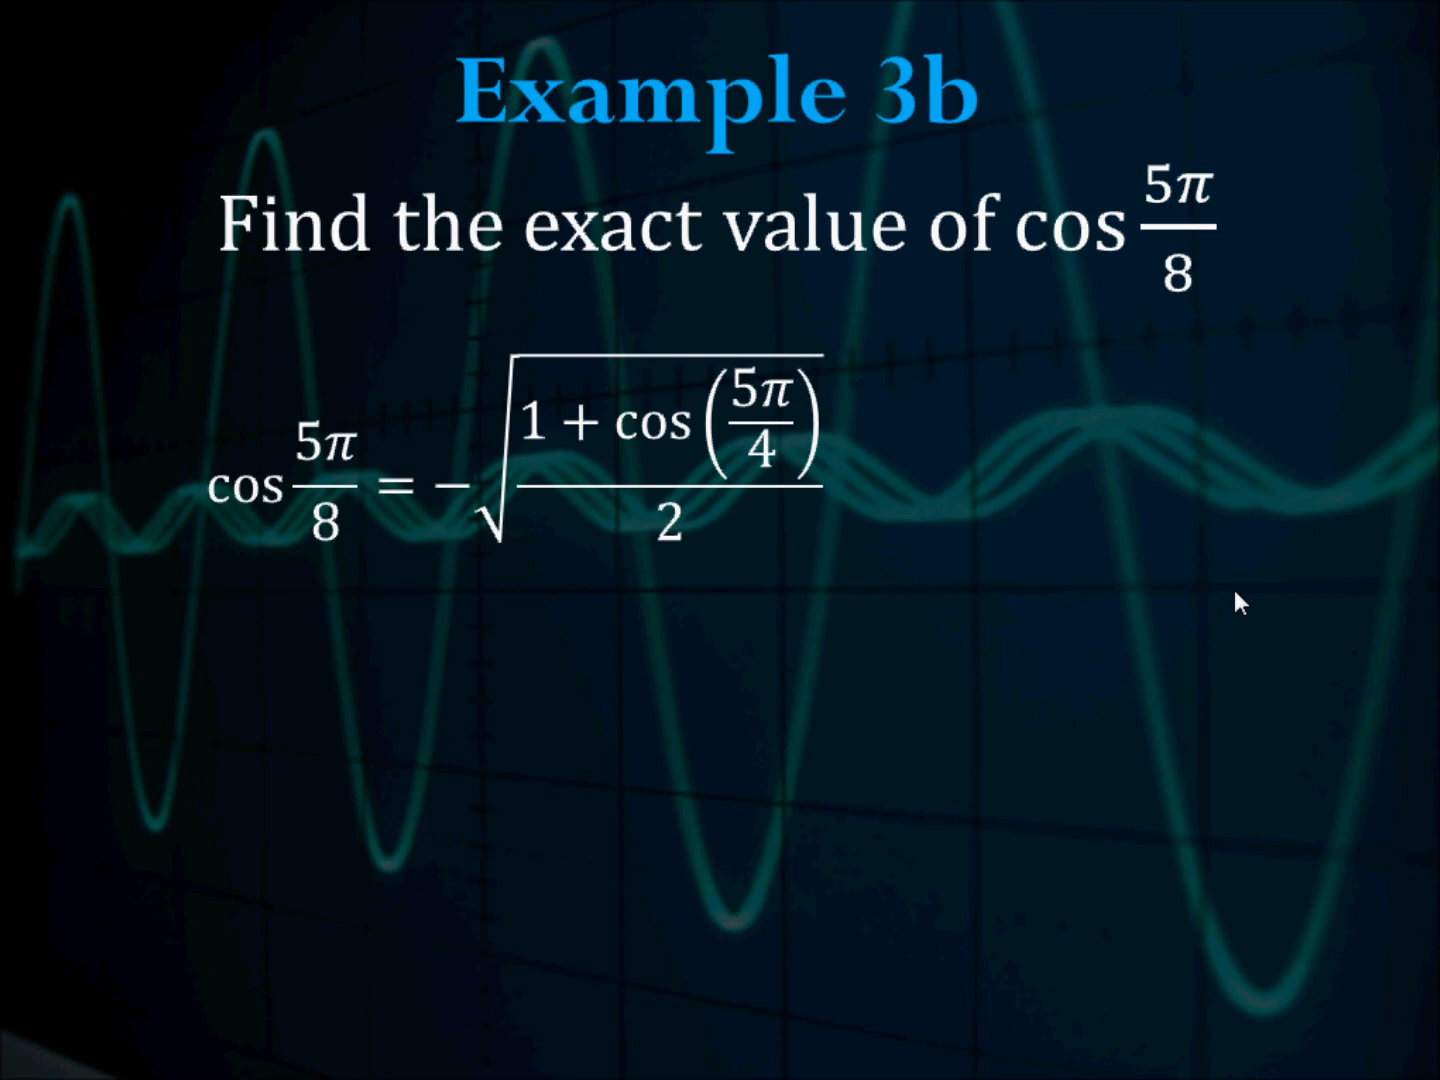 Example 3b
Find the exact value of cos 5π/8
cos 5π/8 = −√((1 + cos(5π/4))/2)